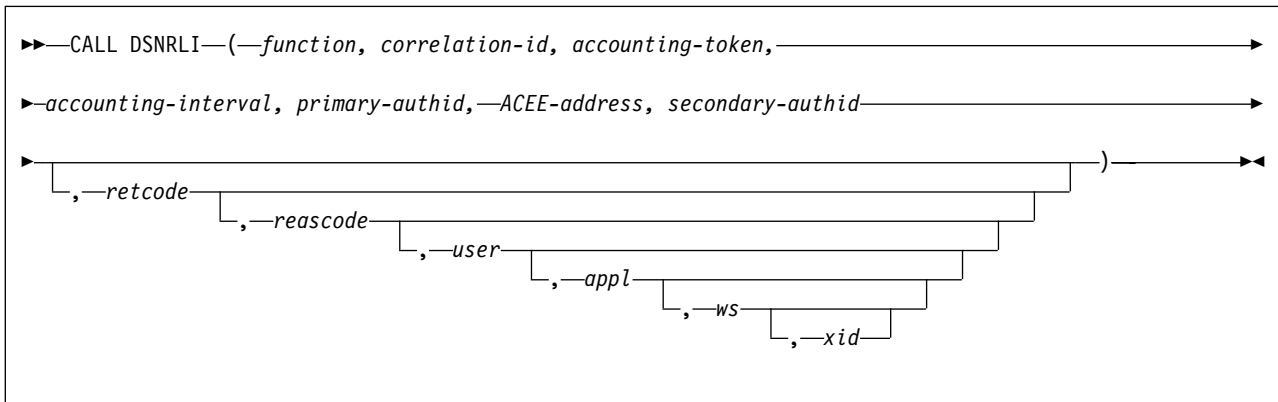 CALL DSNRLI ( function, correlation-id, accounting-token,
accounting-interval, primary-authid, ACEE-address, secondary-authid
)
, retcode
, reascode
, user
, appl
, ws
, xid